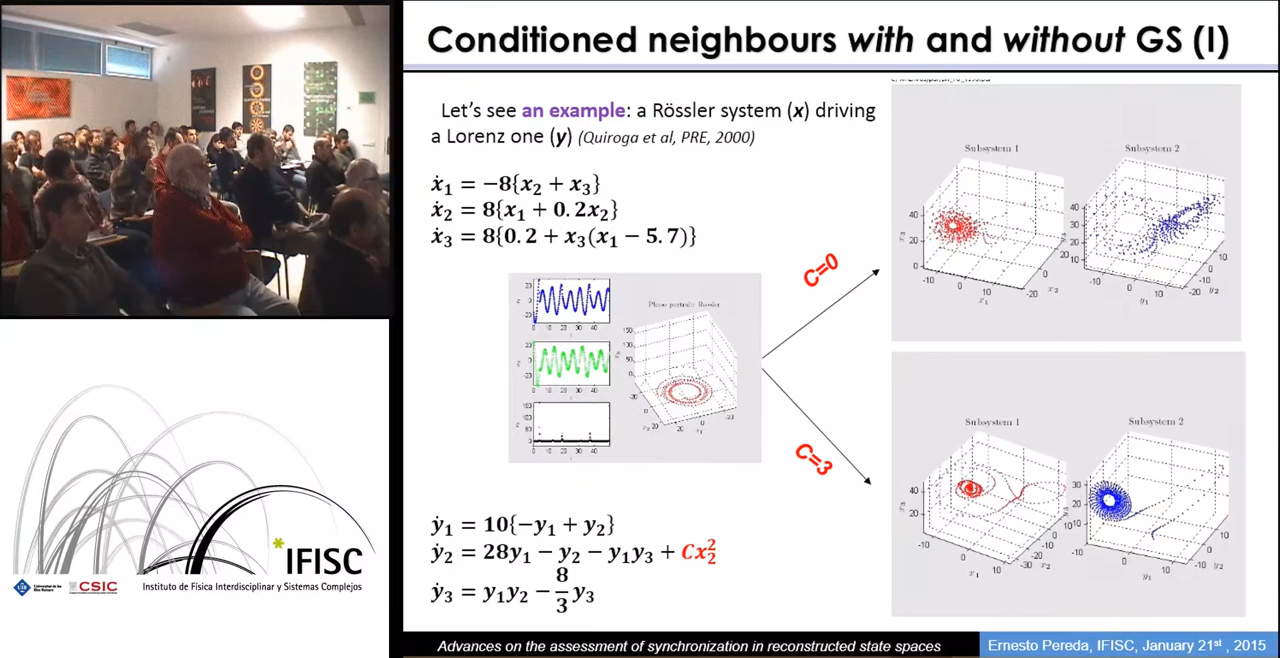 Conditioned neighbours with and without GS (I)
Let's see an example: a Rössler system (x) driving
a Lorenz one (y) (Quiroga et al, PRE, 2000)
ẋ₁ = −8{x₂ + x₃}
ẋ₂ = 8{x₁ + 0.2x₂}
ẋ₃ = 8{0.2 + x₃(x₁ − 5.7)}
C=0
C=3
Phase portrait: Rossler
Subsystem 1
Subsystem 2
Subsystem 1
Subsystem 2
ẏ₁ = 10{−y₁ + y₂}
ẏ₂ = 28y₁ − y₂ − y₁y₃ + Cx₂²
ẏ₃ = y₁y₂ − 8/3 y₃
IFISC
CSIC
Instituto de Física Interdisciplinar y Sistemas Complejos
Advances on the assessment of synchronization in reconstructed state spaces
Ernesto Pereda, IFISC, January 21st , 2015